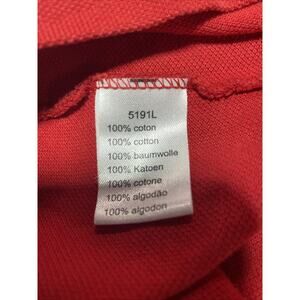 5191L
100% coton
100% cotton
100% baumwolle
100% Katoen
100% cotone
100% algodão
100% algodon